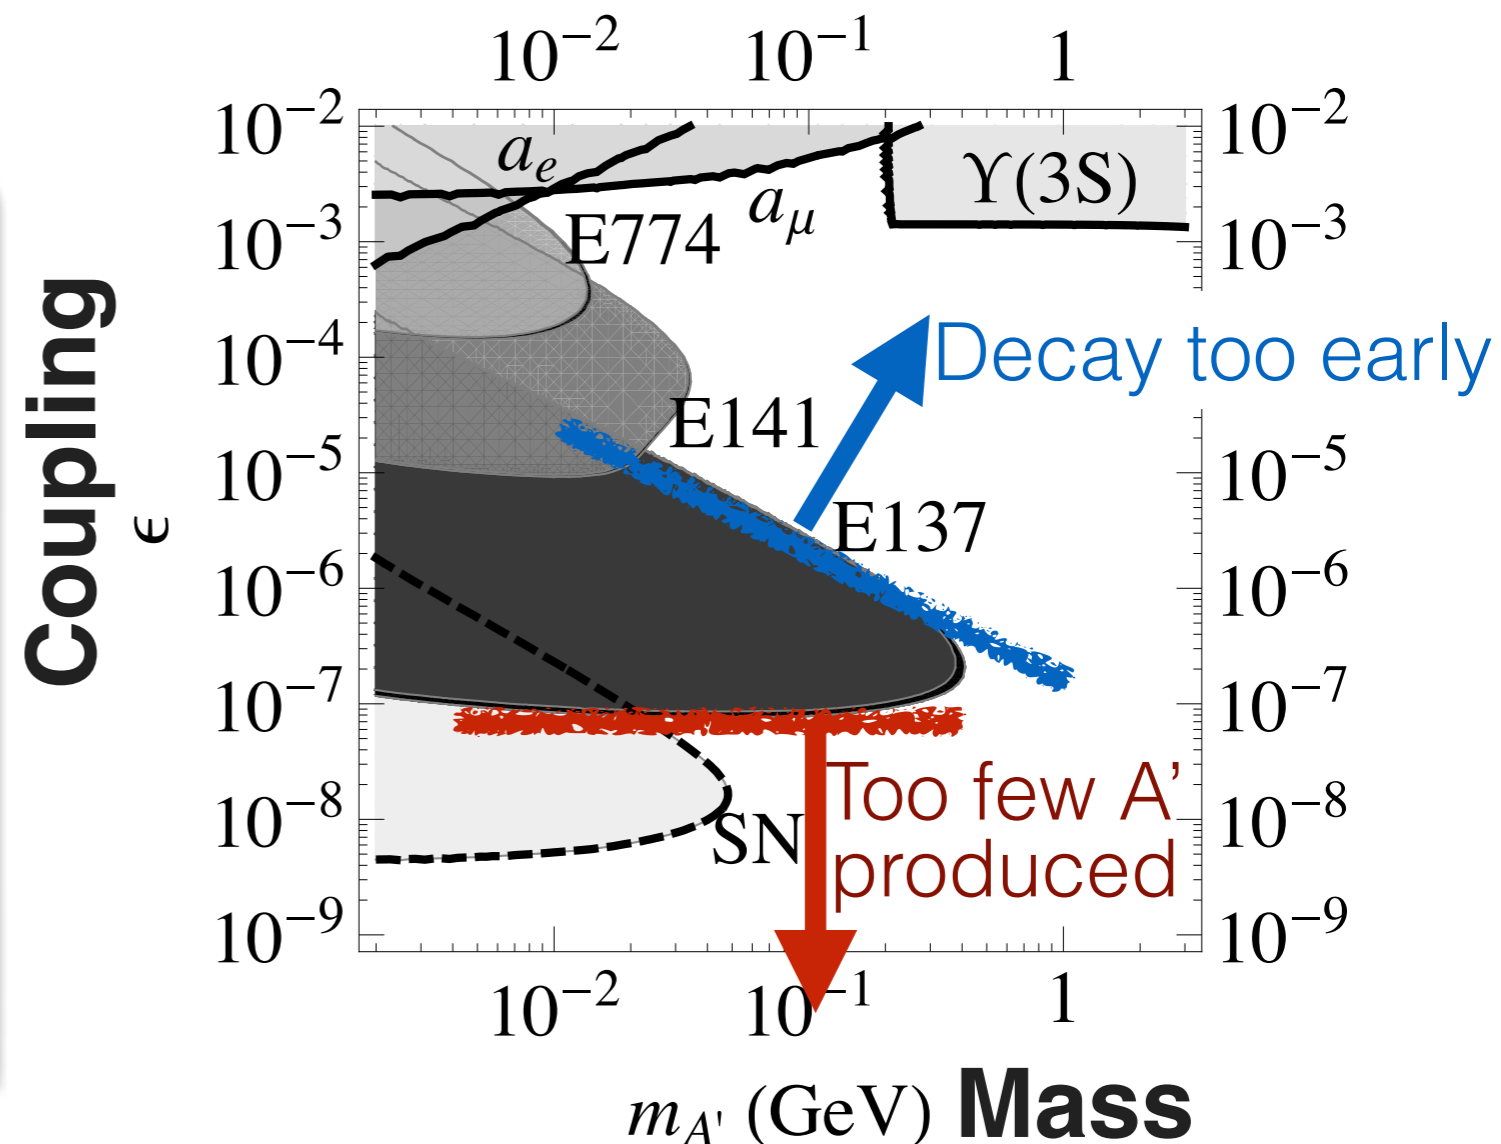 10⁻² 10⁻¹ 1
10⁻² 10⁻²
aₑ
ϒ(3S)
a_μ
E774
10⁻³ 10⁻³
Decay too early
10⁻⁴
E141
10⁻⁵ 10⁻⁵
E137
Coupling
ϵ
10⁻⁶ 10⁻⁶
10⁻⁷ 10⁻⁷
Too few A’
produced
10⁻⁸ 10⁻⁸
SN
10⁻⁹ 10⁻⁹
10⁻² 10⁻¹ 1
m_A' (GeV) Mass